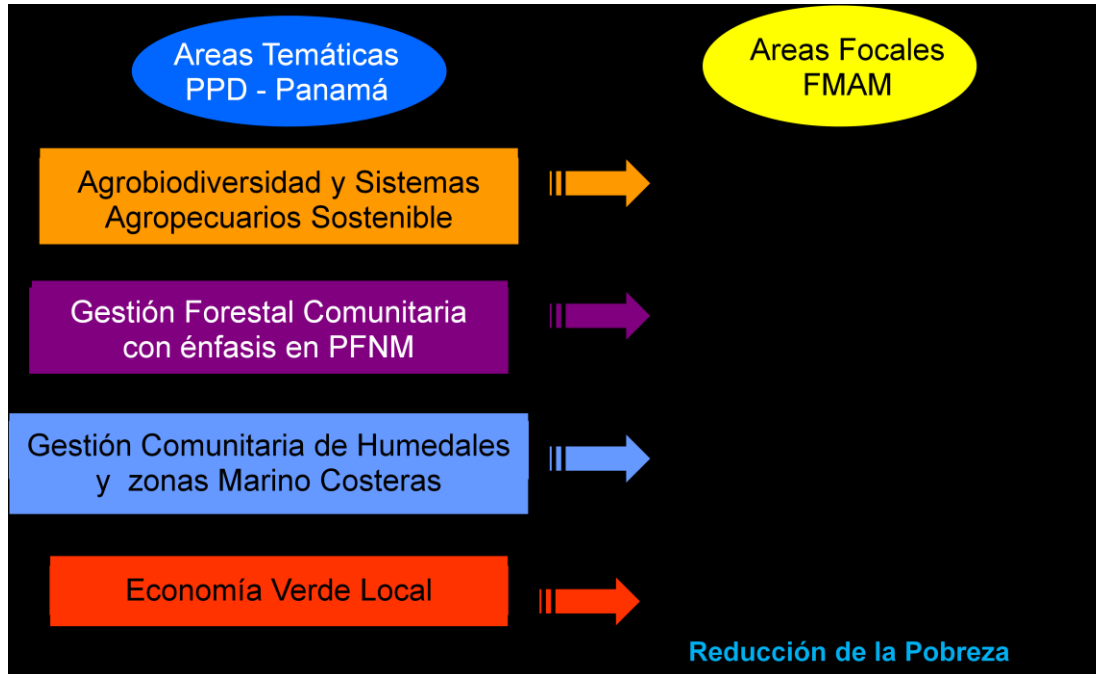 Areas Temáticas
PPD - Panamá
Areas Focales
FMAM
Agrobiodiversidad y Sistemas
Agropecuarios Sostenible
Gestión Forestal Comunitaria
con énfasis en PFNM
Gestión Comunitaria de Humedales
y zonas Marino Costeras
Economía Verde Local
Reducción de la Pobreza